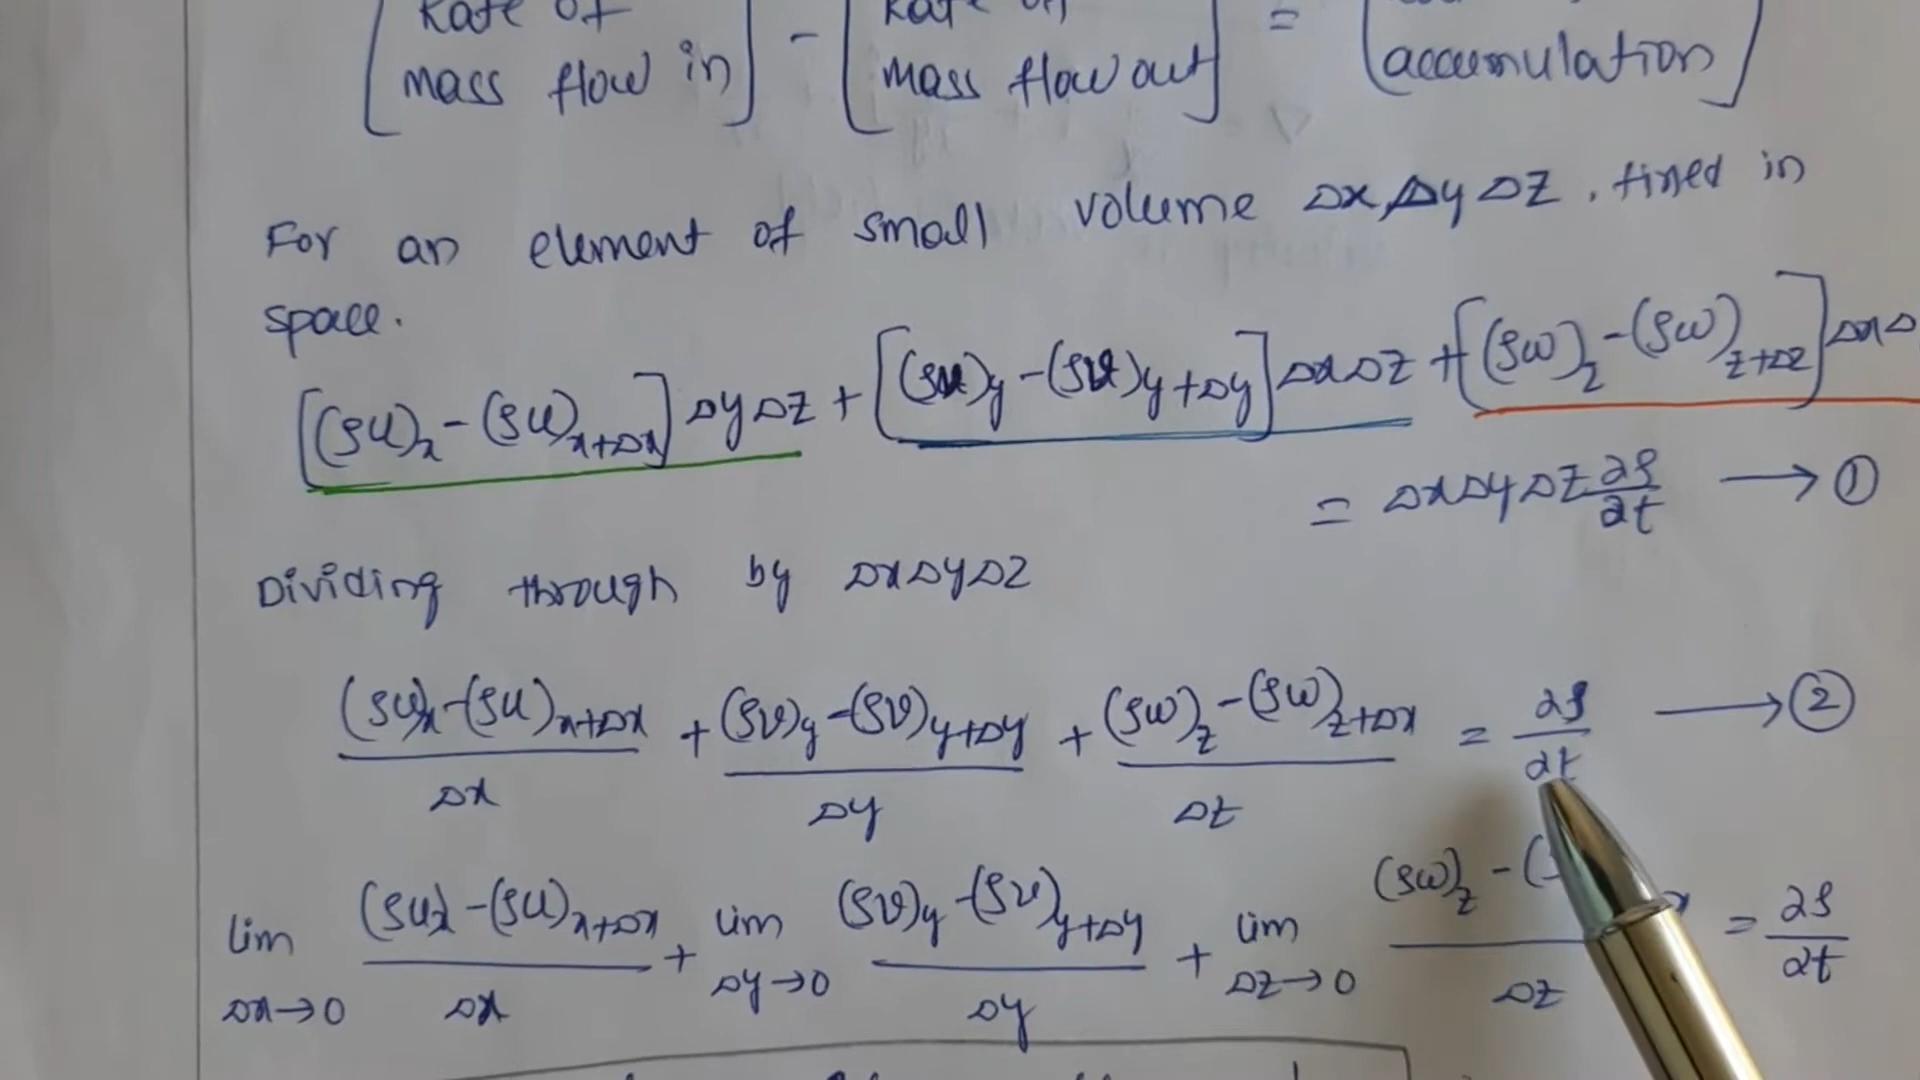 [Rate of mass flow in] - [Rate of mass flow out] = [ accumulation]
For an element of small volume Δx,ΔyΔz, fixed in
space.
[(ρu)x - (ρu)x+Δx] ΔyΔz + [(ρv)y - (ρv)y+Δy] ΔxΔz + [(ρw)z - (ρw)z+Δz] ΔxΔ
= ΔxΔyΔz ∂ρ/∂t → ①
Dividing through by ΔxΔyΔz
(ρu)x - (ρu)x+Δx / Δx + (ρv)y - (ρv)y+Δy / Δy + (ρw)z - (ρw)z+Δx / Δz = ∂ρ/∂t → ②
lim Δx→0 (ρu)x - (ρu)x+Δx / Δx + lim Δy→0 (ρv)y - (ρv)y+Δy / Δy + lim Δz→0 (ρw)z - ( / Δz = ∂ρ/∂t